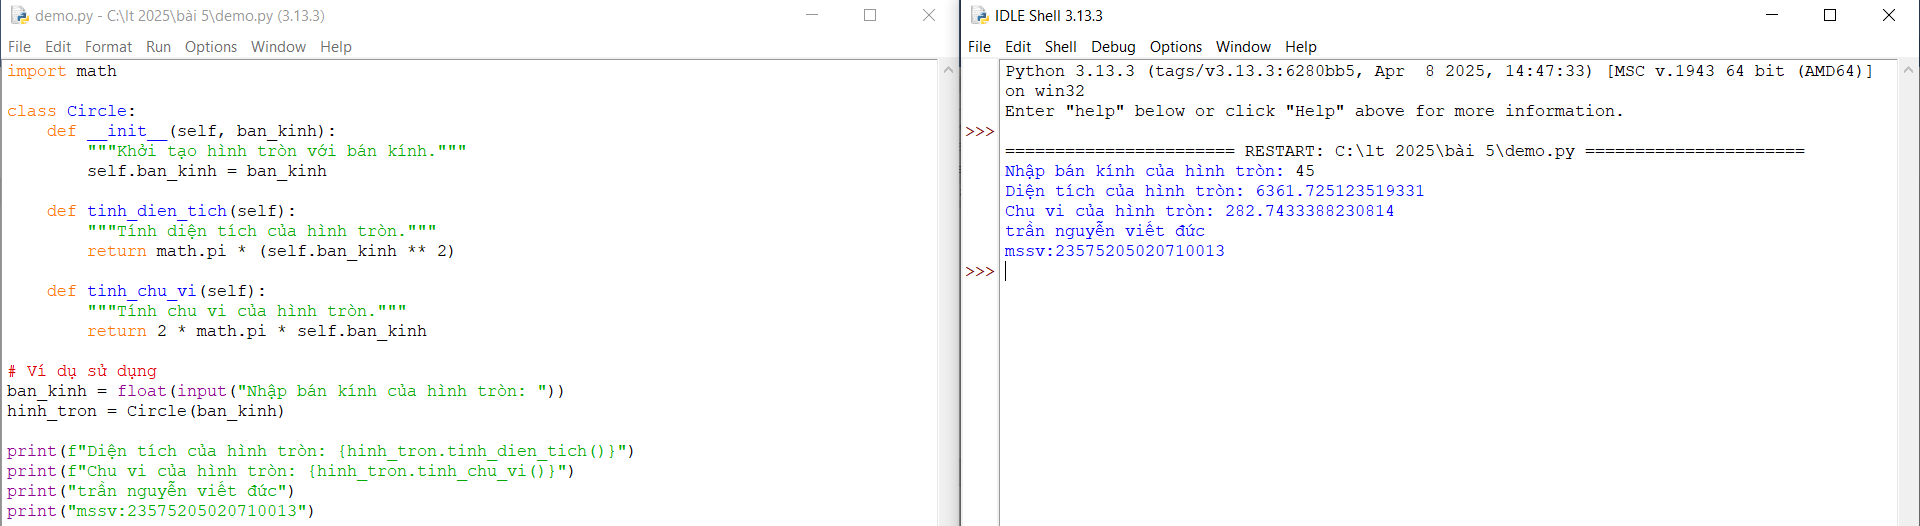 demo.py - C:\lt 2025\bài 5\demo.py (3.13.3)
File Edit Format Run Options Window Help
import math

class Circle:
    def __init__(self, ban_kinh):
        """Khởi tạo hình tròn với bán kính."""
        self.ban_kinh = ban_kinh

    def tinh_dien_tich(self):
        """Tính diện tích của hình tròn."""
        return math.pi * (self.ban_kinh ** 2)

    def tinh_chu_vi(self):
        """Tính chu vi của hình tròn."""
        return 2 * math.pi * self.ban_kinh

# Ví dụ sử dụng
ban_kinh = float(input("Nhập bán kính của hình tròn: "))
hinh_tron = Circle(ban_kinh)

print(f"Diện tích của hình tròn: {hinh_tron.tinh_dien_tich()}")
print(f"Chu vi của hình tròn: {hinh_tron.tinh_chu_vi()}")
print("trần nguyễn viết đức")
print("mssv:23575205020710013")
IDLE Shell 3.13.3
File Edit Shell Debug Options Window Help
Python 3.13.3 (tags/v3.13.3:6280bb5, Apr  8 2025, 14:47:33) [MSC v.1943 64 bit (AMD64)]
on win32
Enter "help" below or click "Help" above for more information.
>>>
======================= RESTART: C:\lt 2025\bài 5\demo.py ======================
Nhập bán kính của hình tròn: 45
Diện tích của hình tròn: 6361.725123519331
Chu vi của hình tròn: 282.7433388230814
trần nguyễn viết đức
mssv:23575205020710013
>>>